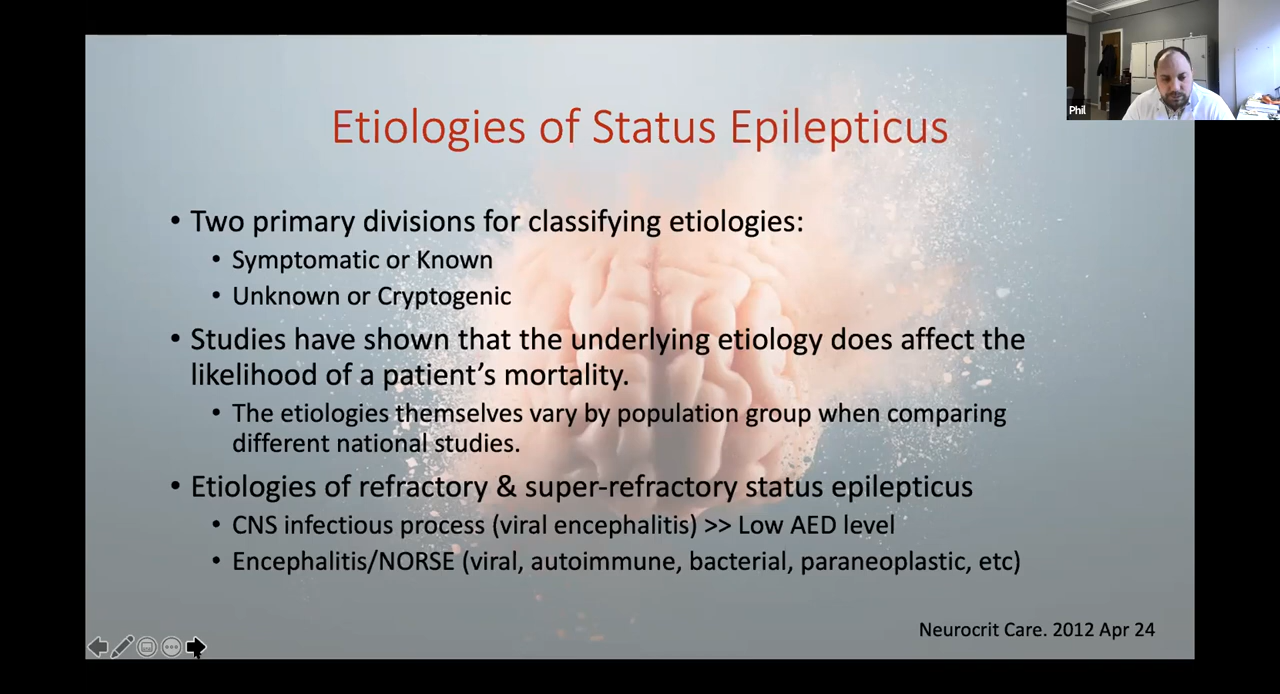 Phil
Etiologies of Status Epilepticus
• Two primary divisions for classifying etiologies:
• Symptomatic or Known
• Unknown or Cryptogenic
• Studies have shown that the underlying etiology does affect the
likelihood of a patient’s mortality.
• The etiologies themselves vary by population group when comparing
different national studies.
• Etiologies of refractory & super-refractory status epilepticus
• CNS infectious process (viral encephalitis) >> Low AED level
• Encephalitis/NORSE (viral, autoimmune, bacterial, paraneoplastic, etc)
Neurocrit Care. 2012 Apr 24